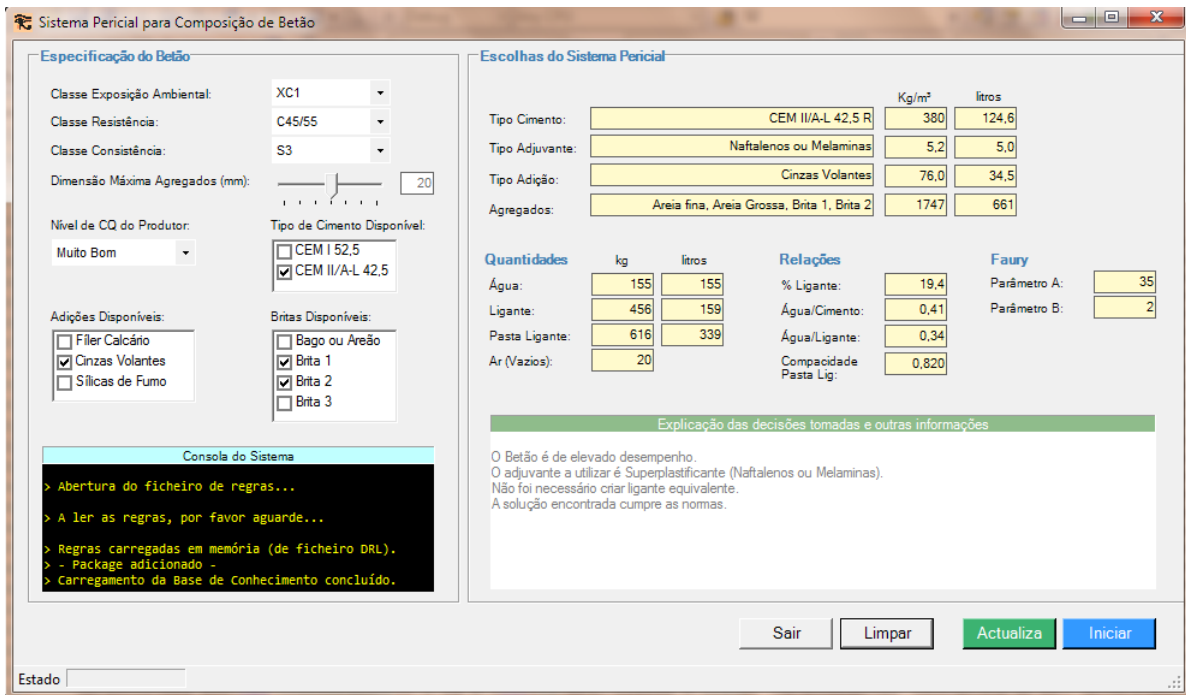 Sistema Pericial para Composição de Betão
Especificação do Betão
Classe Exposição Ambiental: XC1
Classe Resistência: C45/55
Classe Consistência: S3
Dimensão Máxima Agregados (mm): 20
Nível de CQ do Produtor:
Muito Bom
Tipo de Cimento Disponível:
CEM I 52,5
CEM II/A-L 42,5
Adições Disponíveis:
Fíler Calcário
Cinzas Volantes
Sílicas de Fumo
Britas Disponíveis:
Bago ou Areão
Brita 1
Brita 2
Brita 3
Consola do Sistema
> Abertura do ficheiro de regras...
> A ler as regras, por favor aguarde...
> Regras carregadas em memória (de ficheiro DRL).
> - Package adicionado -
> Carregamento da Base de Conhecimento concluído.
Escolhas do Sistema Pericial
Kg/m³ litros
Tipo Cimento: CEM II/A-L 42,5 R 380 124,6
Tipo Adjuvante: Naftalenos ou Melaminas 5,2 5,0
Tipo Adição: Cinzas Volantes 76,0 34,5
Agregados: Areia fina, Areia Grossa, Brita 1, Brita 2 1747 661
Quantidades kg litros
Água: 155 155
Ligante: 456 159
Pasta Ligante: 616 339
Ar (Vazios): 20
Relações
% Ligante: 19,4
Água/Cimento: 0,41
Água/Ligante: 0,34
Compacidade
Pasta Lig: 0,820
Faury
Parâmetro A: 35
Parâmetro B: 2
Explicação das decisões tomadas e outras informações
O Betão é de elevado desempenho.
O adjuvante a utilizar é Superplastificante (Naftalenos ou Melaminas).
Não foi necessário criar ligante equivalente.
A solução encontrada cumpre as normas.
Sair Limpar Actualiza Iniciar
Estado